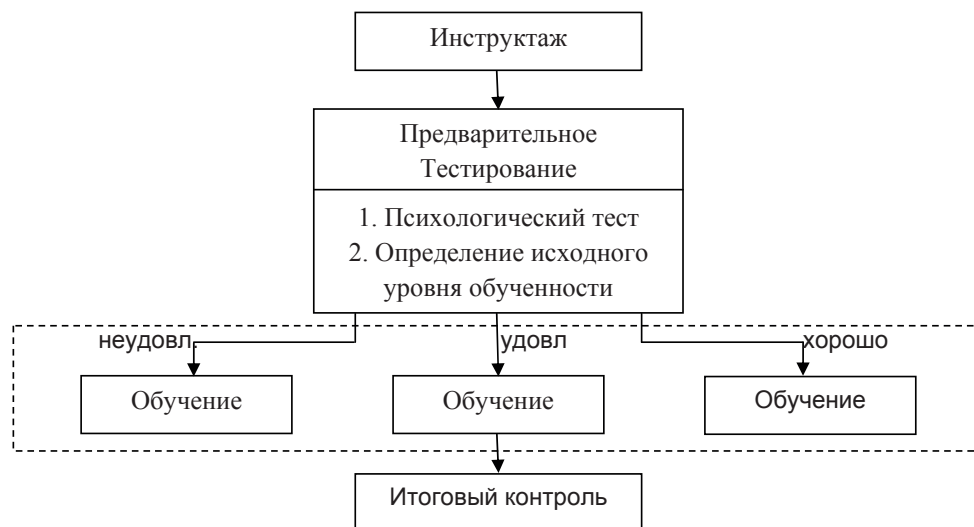 Инструктаж
Предварительное
Тестирование
1. Психологический тест
2. Определение исходного
уровня обученности
неудовл
удовл
хорошо
Обучение
Обучение
Обучение
Итоговый контроль